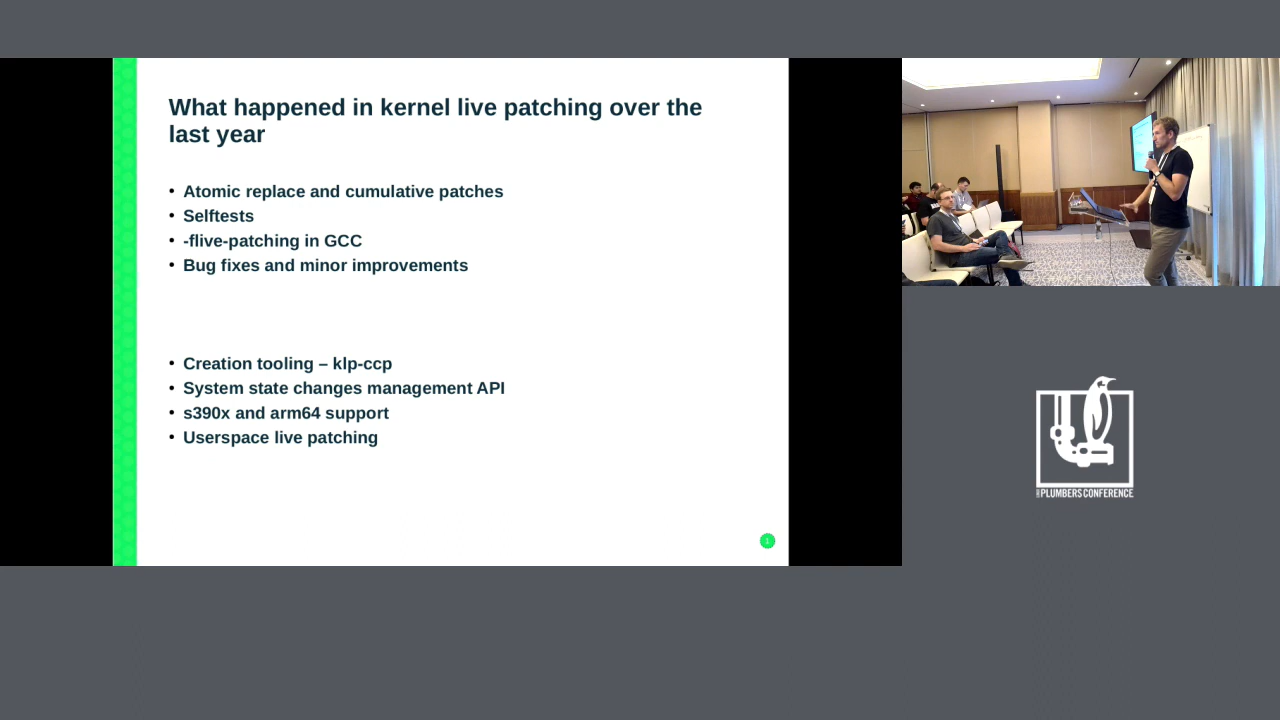 What happened in kernel live patching over the
last year
• Atomic replace and cumulative patches
• Selftests
• -flive-patching in GCC
• Bug fixes and minor improvements
• Creation tooling – klp-ccp
• System state changes management API
• s390x and arm64 support
• Userspace live patching
1
PLUMBERS CONFERENCE